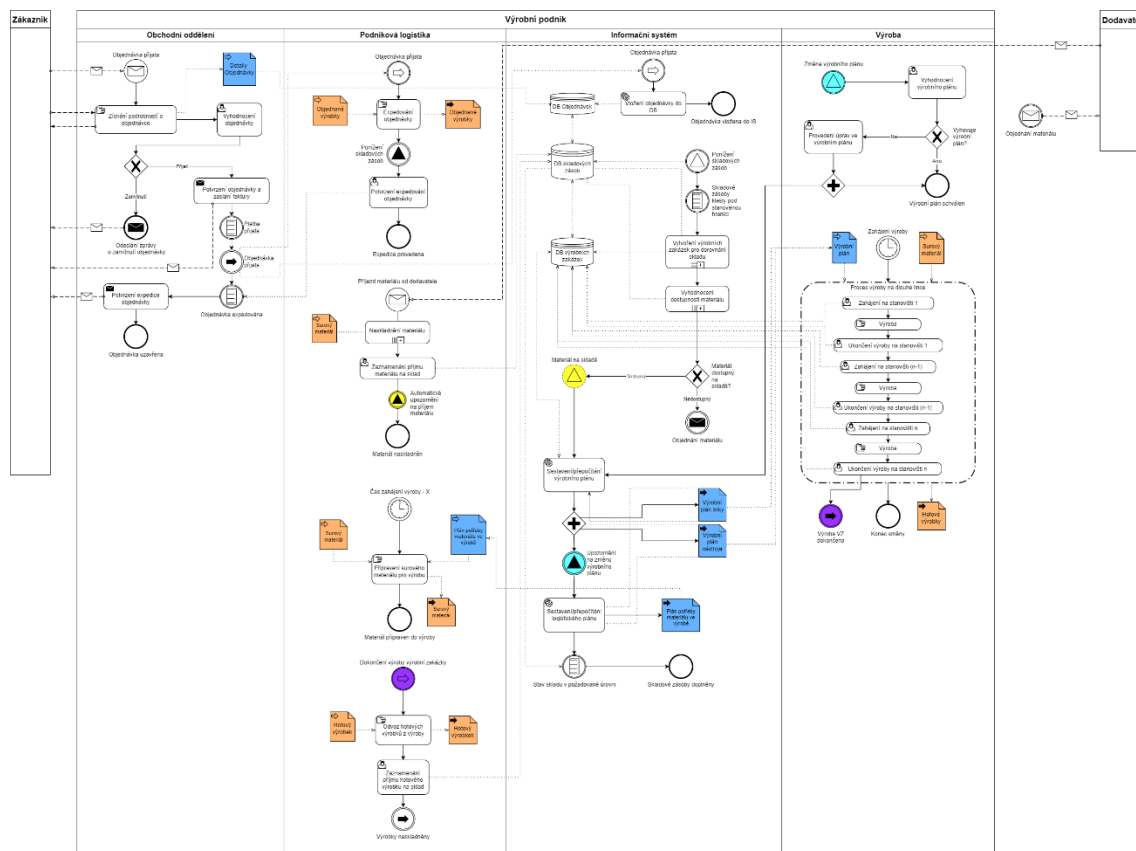 Zákazník
Výrobní podnik
Dodavatel
Obchodní oddělení
Podniková logistika
Informační systém
Výroba
Objednávka přijata
Detaily
Objednávky
Získání podrobností o
objednávce
Vyhodnocení
objednávky
Přijetí
Zamítnutí
Potvrzení objednávky a
zaslání faktury
Odeslání zprávy
o zamítnutí objednávky
Platba
přijata
Objednávka
přijata
Potvrzení expedice
objednávky
Objednávka expedována
Objednávka uzavřena
Objednávka přijata
Objednané
výrobky
Expedování
objednávky
Objednané
výrobky
Ponížení
skladových
zásob
Potvrzení expedování
objednávky
Expedice provedena
Příjezd materiálu od dodavatele
Surový
materiál
Naskladnění materiálu
Zaznamenání příjmu
materiálu na sklad
Automatické
upozornění
na příjem
materiálu
Materiál naskladněn
Čas zahájení výroby - X
Surový
materiál
Plán potřeby
materiálu ve
výrobě
Připravení surového
materiálu pro výrobu
Surový
materiál
Materiál připraven do výroby
Dokončení výroby výrobní zakázky
Hotový
výrobek
Odvoz hotových
výrobků z výroby
Hotový
výrobek
Zaznamenání
příjmu hotového
výrobku na sklad
Výrobky naskladněny
Objednávka přijata
DB Objednávek
Vložení objednávky do
DB
Objednávka vložena do IS
DB skladových
zásob
Ponížení
skladových
zásob
Skladové
zásoby
klesly pod
stanovenou
hranici
DB výrobních
zakázek
Vytvoření výrobních
zakázek pro dorovnání
skladu
Vyhodnocení
dostupnosti materiálu
Materiál na skladě
Dostupný
Materiál
dostupný
na
skladě?
Nedostupný
Objednání materiálu
Sestavení/přepočítání
výrobního plánu
Výrobní
plán linky
Výrobní
plán
nástroje
Upozornění
na změnu
výrobního
plánu
Sestavení/přepočítání
logistického plánu
Plán potřeby
materiálu ve
výrobě
Stav skladu v požadované úrovni
Skladové zásoby doplněny
Změna výrobního plánu
Vyhodnocení
výrobního plánu
Provedení úprav ve
výrobním plánu
Ne
Vyhovuje
výrobní
plán?
Ano
Výrobní plán schválen
Zahájení výroby
Výrobní
plán
Surový
materiál
Proces výroby na dlouhé lince
Zahájení na stanovišti 1
Výroba
Ukončení výroby na stanovišti 1
Zahájení na stanovišti (n-1)
Výroba
Ukončení výroby na stanovišti (n-1)
Zahájení na stanovišti n
Výroba
Ukončení výroby na stanovišti n
Výroba VZ
dokončena
Konec směny
Hotové
výrobky
Objednání materiálu